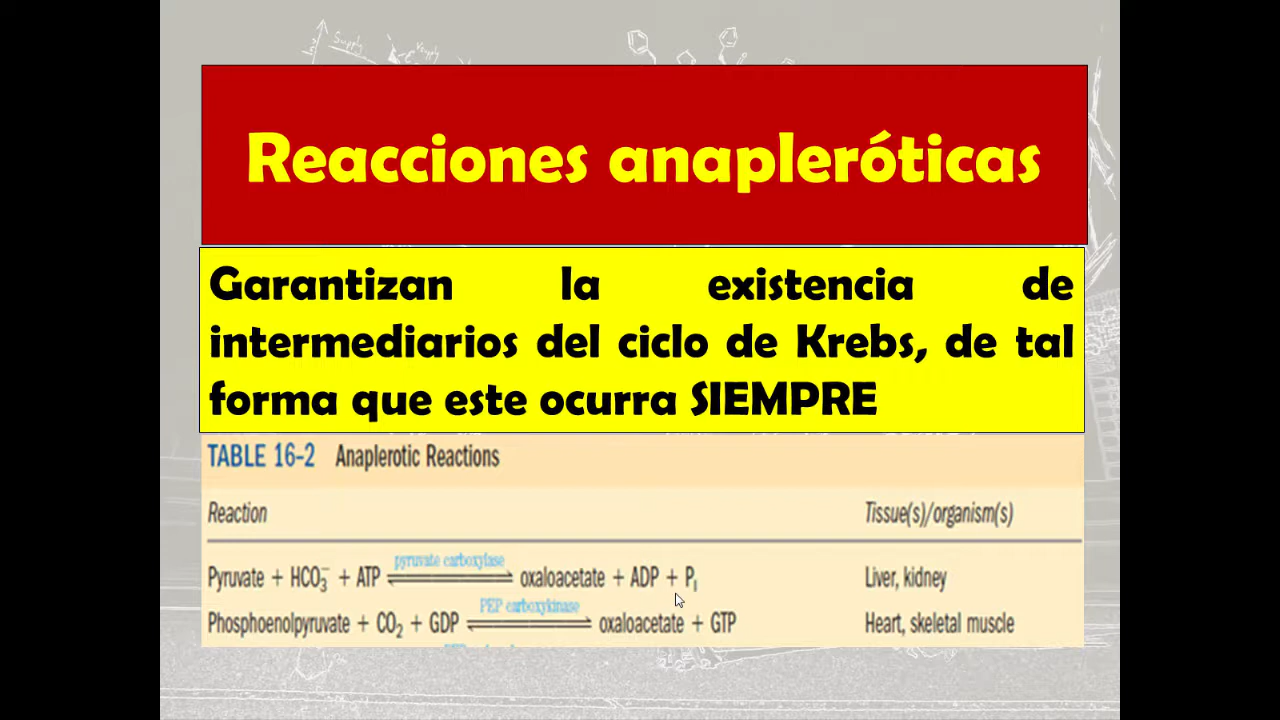 Supply
Reacciones anapleróticas
Garantizan la existencia de
intermediarios del ciclo de Krebs, de tal
forma que este ocurra SIEMPRE
TABLE 16-2 Anaplerotic Reactions
Reaction Tissue(s)/organism(s)
pyruvate carboxylase
Pyruvate + HCO₃⁻ + ATP ⇌ oxaloacetate + ADP + Pᵢ Liver, kidney
PEP carboxykinase
Phosphoenolpyruvate + CO₂ + GDP ⇌ oxaloacetate + GTP Heart, skeletal muscle